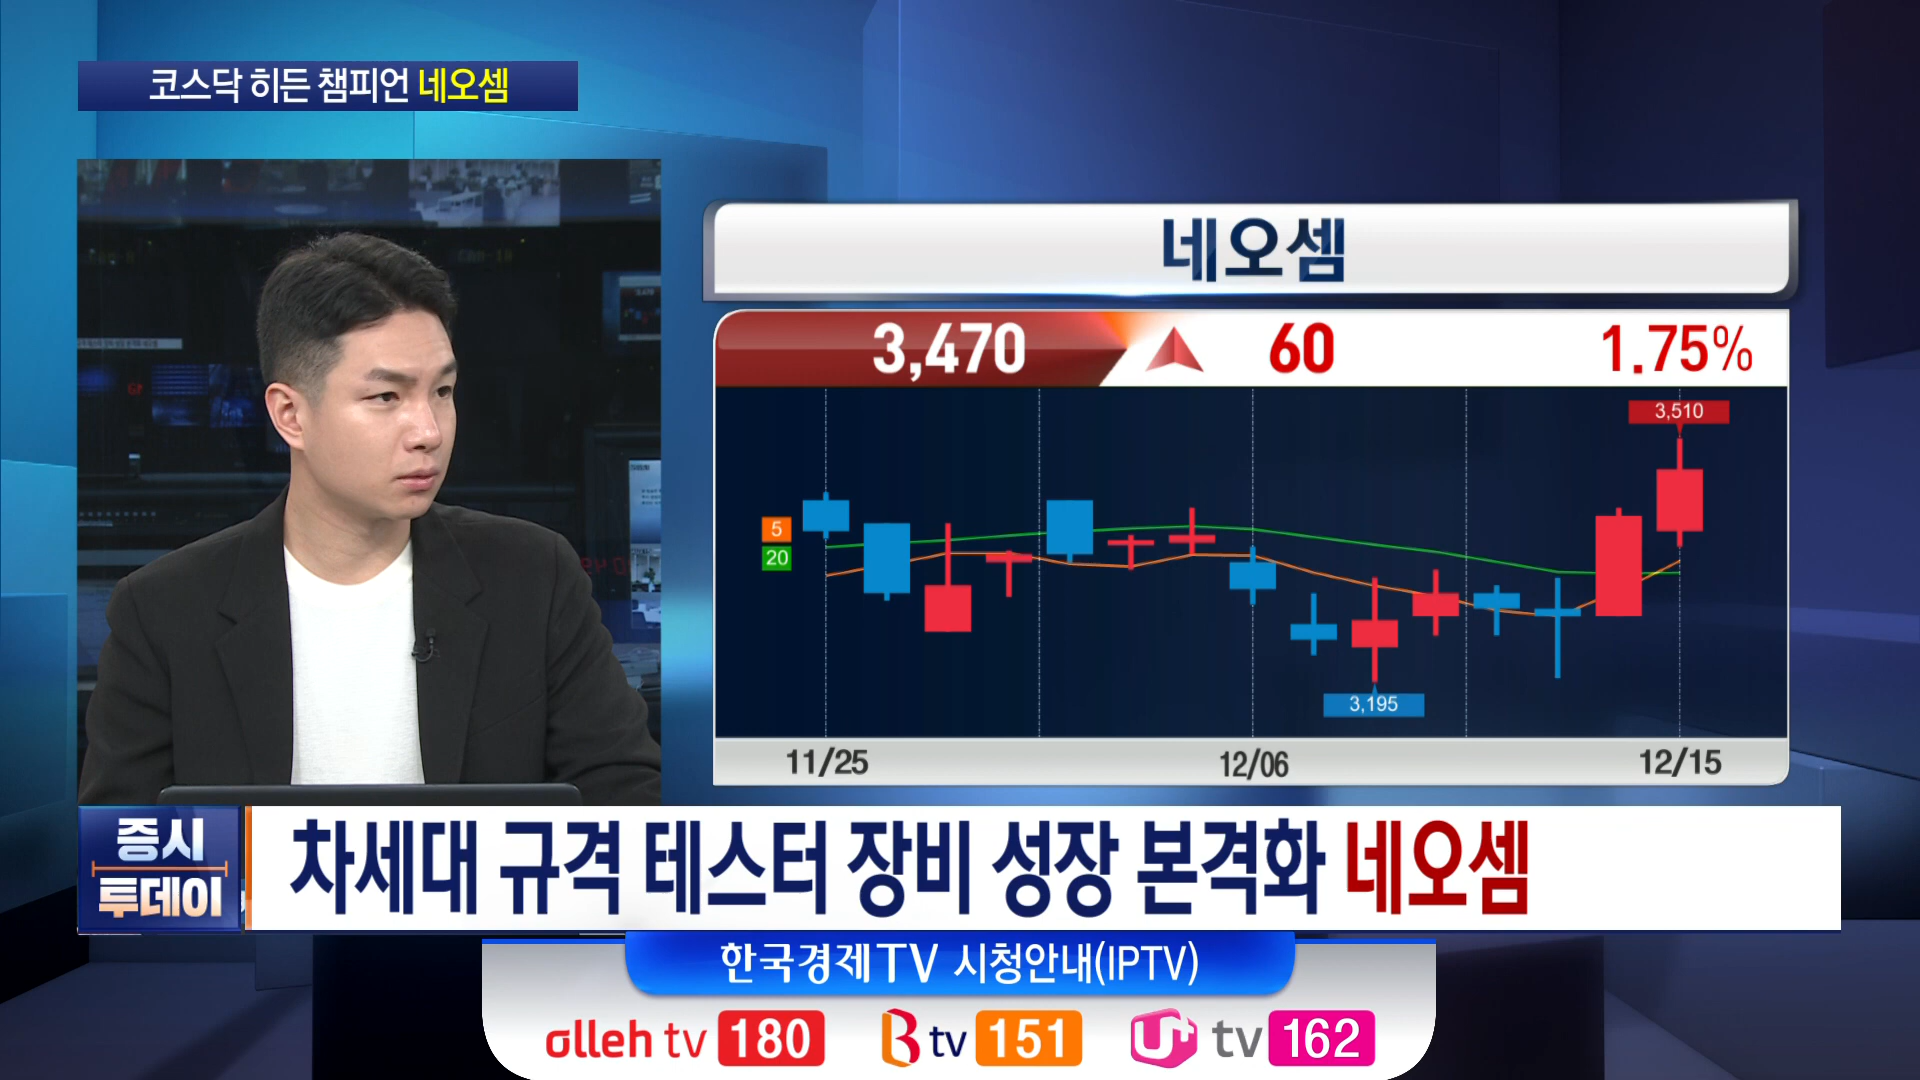 코스닥 히든 챔피언 네오셈
네오셈
3,470 60 1.75%
3,510
5
20
3,195
11/25 12/06 12/15
증시
투데이
차세대 규격 테스터 장비 성장 본격화 네오셈
한국경제TV 시청안내(IPTV)
olleh tv 180 B tv 151 U+ tv 162